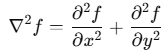 ∇²f = ∂²f/∂x² + ∂²f/∂y²